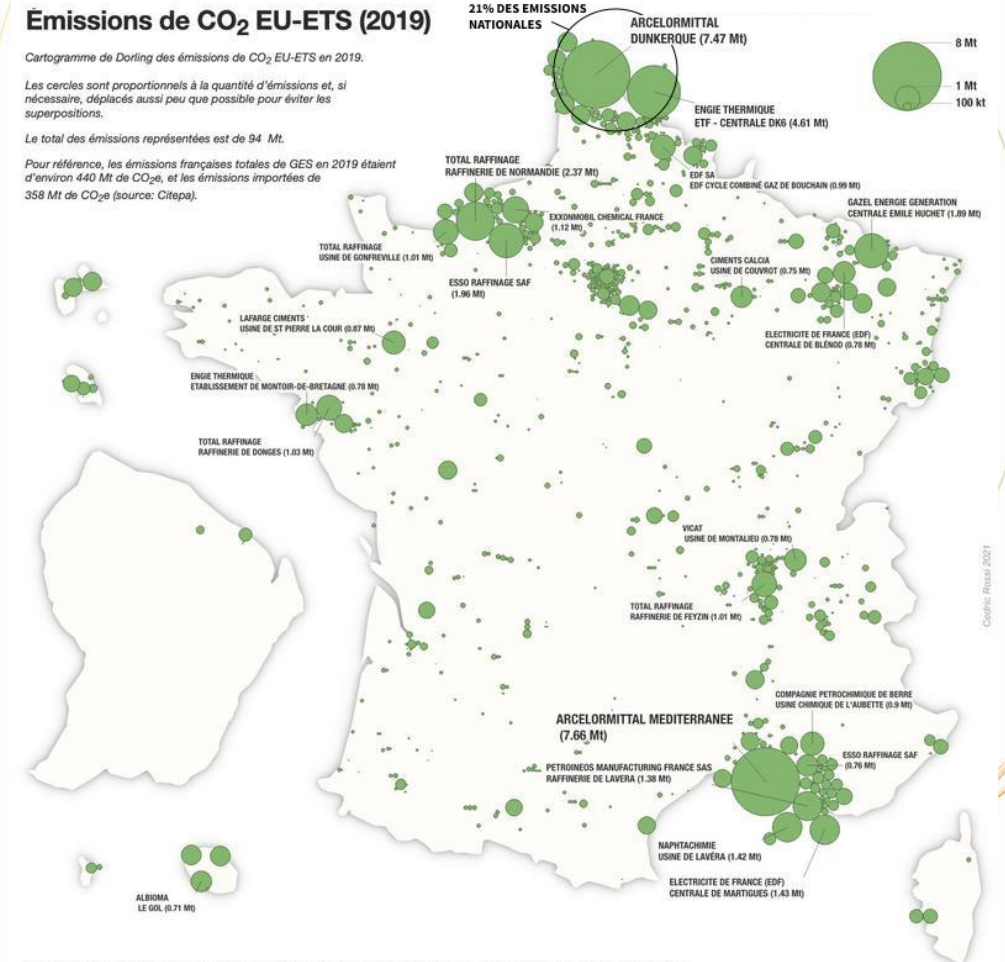 Émissions de CO₂ EU-ETS (2019)
Cartogramme de Dorling des émissions de CO₂ EU-ETS en 2019.
Les cercles sont proportionnels à la quantité d'émissions et, si
nécessaire, déplacés aussi peu que possible pour éviter les
superpositions.
Le total des émissions représentées est de 94 Mt.
Pour référence, les émissions françaises totales de GES en 2019 étaient
d'environ 440 Mt de CO₂e, et les émissions importées de
358 Mt de CO₂e (source: Citepa).
21% DES EMISSIONS
NATIONALES
ARCELORMITTAL
DUNKERQUE (7.47 Mt)
8 Mt
1 Mt
100 kt
ENGIE THERMIQUE
ETF - CENTRALE DK6 (4.61 Mt)
TOTAL RAFFINAGE
RAFFINERIE DE NORMANDIE (2.37 Mt)
EDF SA
EDF CYCLE COMBINÉ GAZ DE BOUCHAIN (0.99 Mt)
GAZEL ENERGIE GENERATION
CENTRALE EMILE HUCHET (1.89 Mt)
EXXONMOBIL CHEMICAL FRANCE
(1.12 Mt)
TOTAL RAFFINAGE
USINE DE GONFREVILLE (1.01 Mt)
CIMENTS CALCIA
USINE DE COUVROT (0.75 Mt)
ESSO RAFFINAGE SAF
(1.96 Mt)
LAFARGE CIMENTS
USINE DE ST PIERRE LA COUR (0.87 Mt)
ELECTRICITE DE FRANCE (EDF)
CENTRALE DE BLÉNOD (0.78 Mt)
ENGIE THERMIQUE
ETABLISSEMENT DE MONTOIR-DE-BRETAGNE (0.78 Mt)
TOTAL RAFFINAGE
RAFFINERIE DE DONGES (1.03 Mt)
VICAT
USINE DE MONTALIEU (0.78 Mt)
TOTAL RAFFINAGE
RAFFINERIE DE FEYZIN (1.01 Mt)
Cedric Rossi 2021
COMPAGNIE PETROCHIMIQUE DE BERRE
USINE CHIMIQUE DE L'AUBETTE (0.9 Mt)
ARCELORMITTAL MEDITERRANEE
(7.66 Mt)
ESSO RAFFINAGE SAF
(0.76 Mt)
PETROINEOS MANUFACTURING FRANCE SAS
RAFFINERIE DE LAVERA (1.38 Mt)
NAPHTACHIMIE
USINE DE LAVÉRA (1.42 Mt)
ELECTRICITE DE FRANCE (EDF)
CENTRALE DE MARTIGUES (1.43 Mt)
ALBIOMA
LE GOL (0.71 Mt)